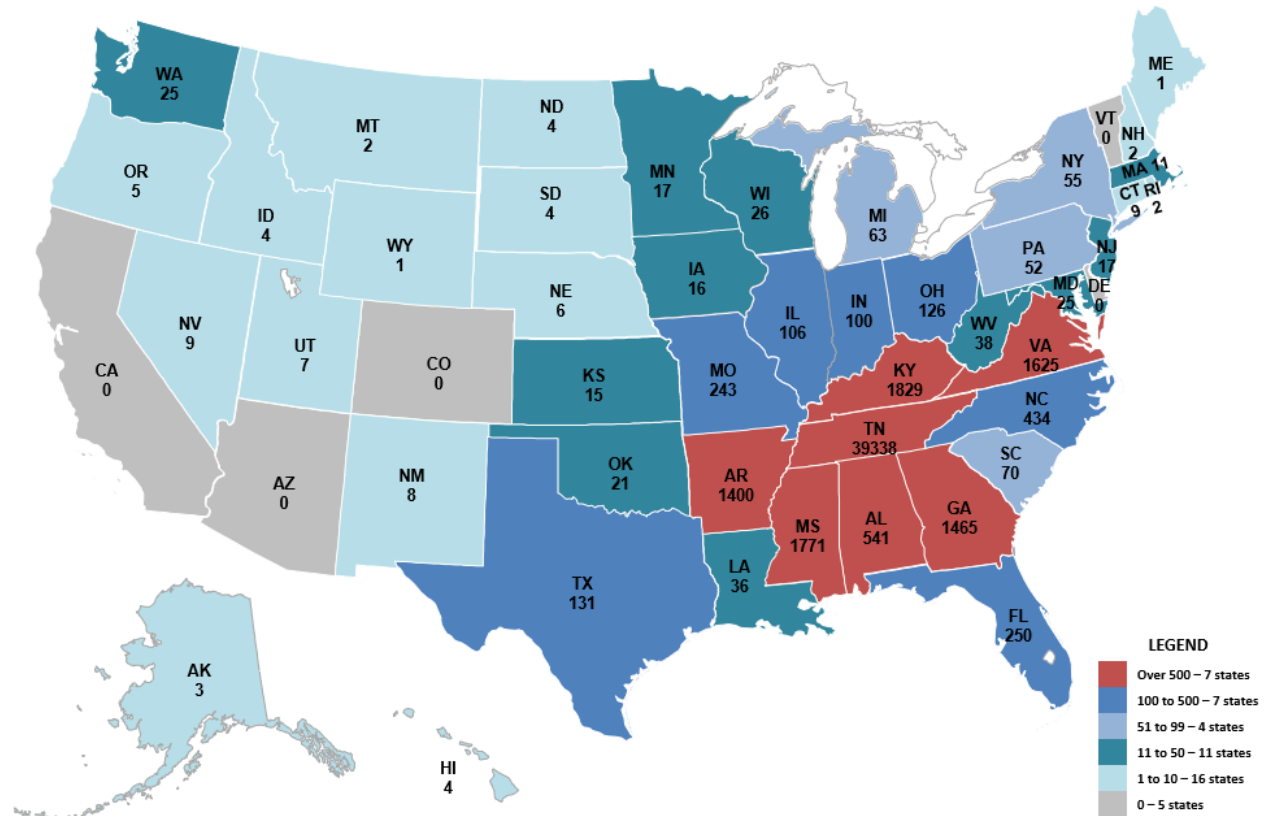 WA
25
OR
5
CA
0
NV
9
ID
4
MT
2
WY
1
UT
7
AZ
0
CO
0
NM
8
ND
4
SD
4
NE
6
KS
15
OK
21
TX
131
MN
17
IA
16
MO
243
AR
1400
LA
36
WI
26
IL
106
MI
63
IN
100
OH
126
KY
1829
TN
39338
MS
1771
AL
541
GA
1465
FL
250
SC
70
NC
434
VA
1625
WV
38
PA
52
NY
55
MD
25
DE
0
NJ
17
CT
9
RI
2
MA 11
VT
0
NH
2
ME
1
AK
3
HI
4
LEGEND
Over 500 – 7 states
100 to 500 – 7 states
51 to 99 – 4 states
11 to 50 – 11 states
1 to 10 – 16 states
0 – 5 states